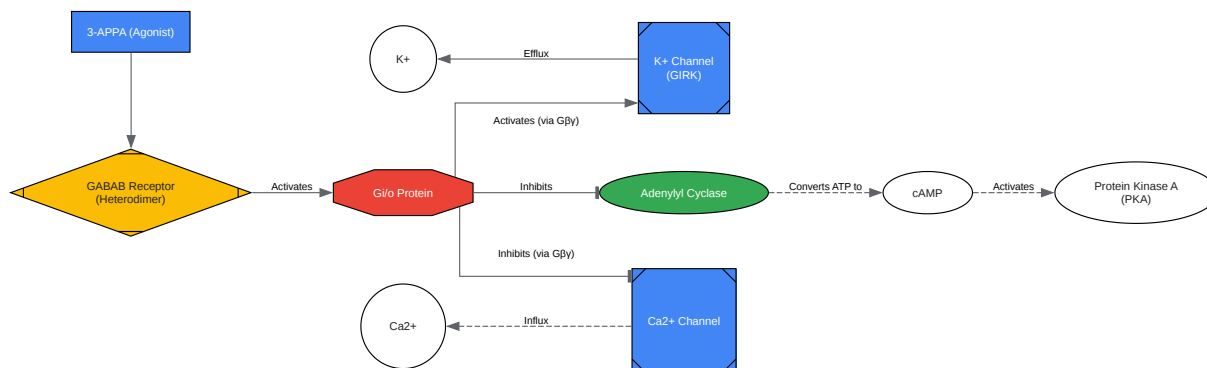 3-APPA (Agonist)
K+
Efflux
K+ Channel
(GIRK)
Activates (via Gβγ)
GABAB Receptor
(Heterodimer)
Activates
Gi/o Protein
Inhibits
Adenylyl Cyclase
Converts ATP to
cAMP
Activates
Protein Kinase A
(PKA)
Inhibits (via Gβγ)
Ca2+
Influx
Ca2+ Channel